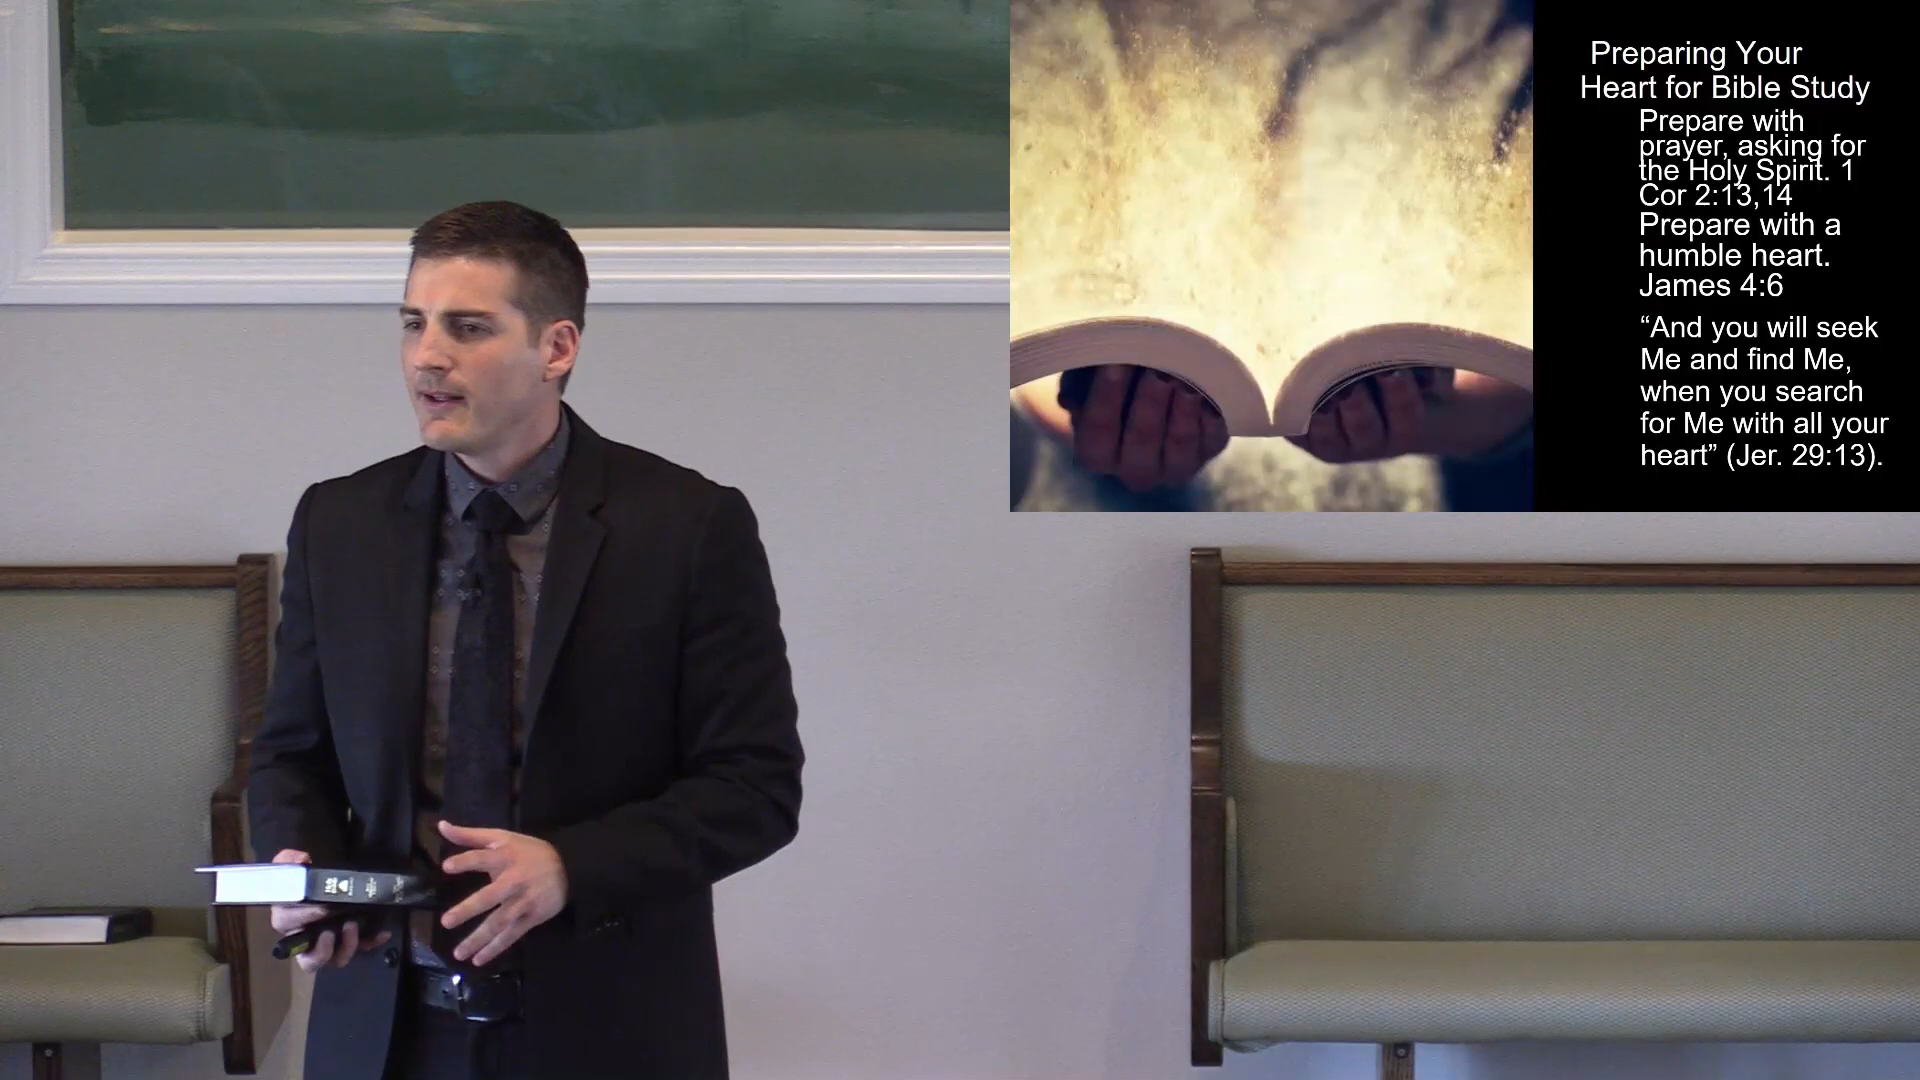 Preparing Your
Heart for Bible Study
Prepare with
prayer, asking for
the Holy Spirit. 1
Cor 2:13,14
Prepare with a
humble heart.
James 4:6
“And you will seek
Me and find Me,
when you search
for Me with all your
heart” (Jer. 29:13).